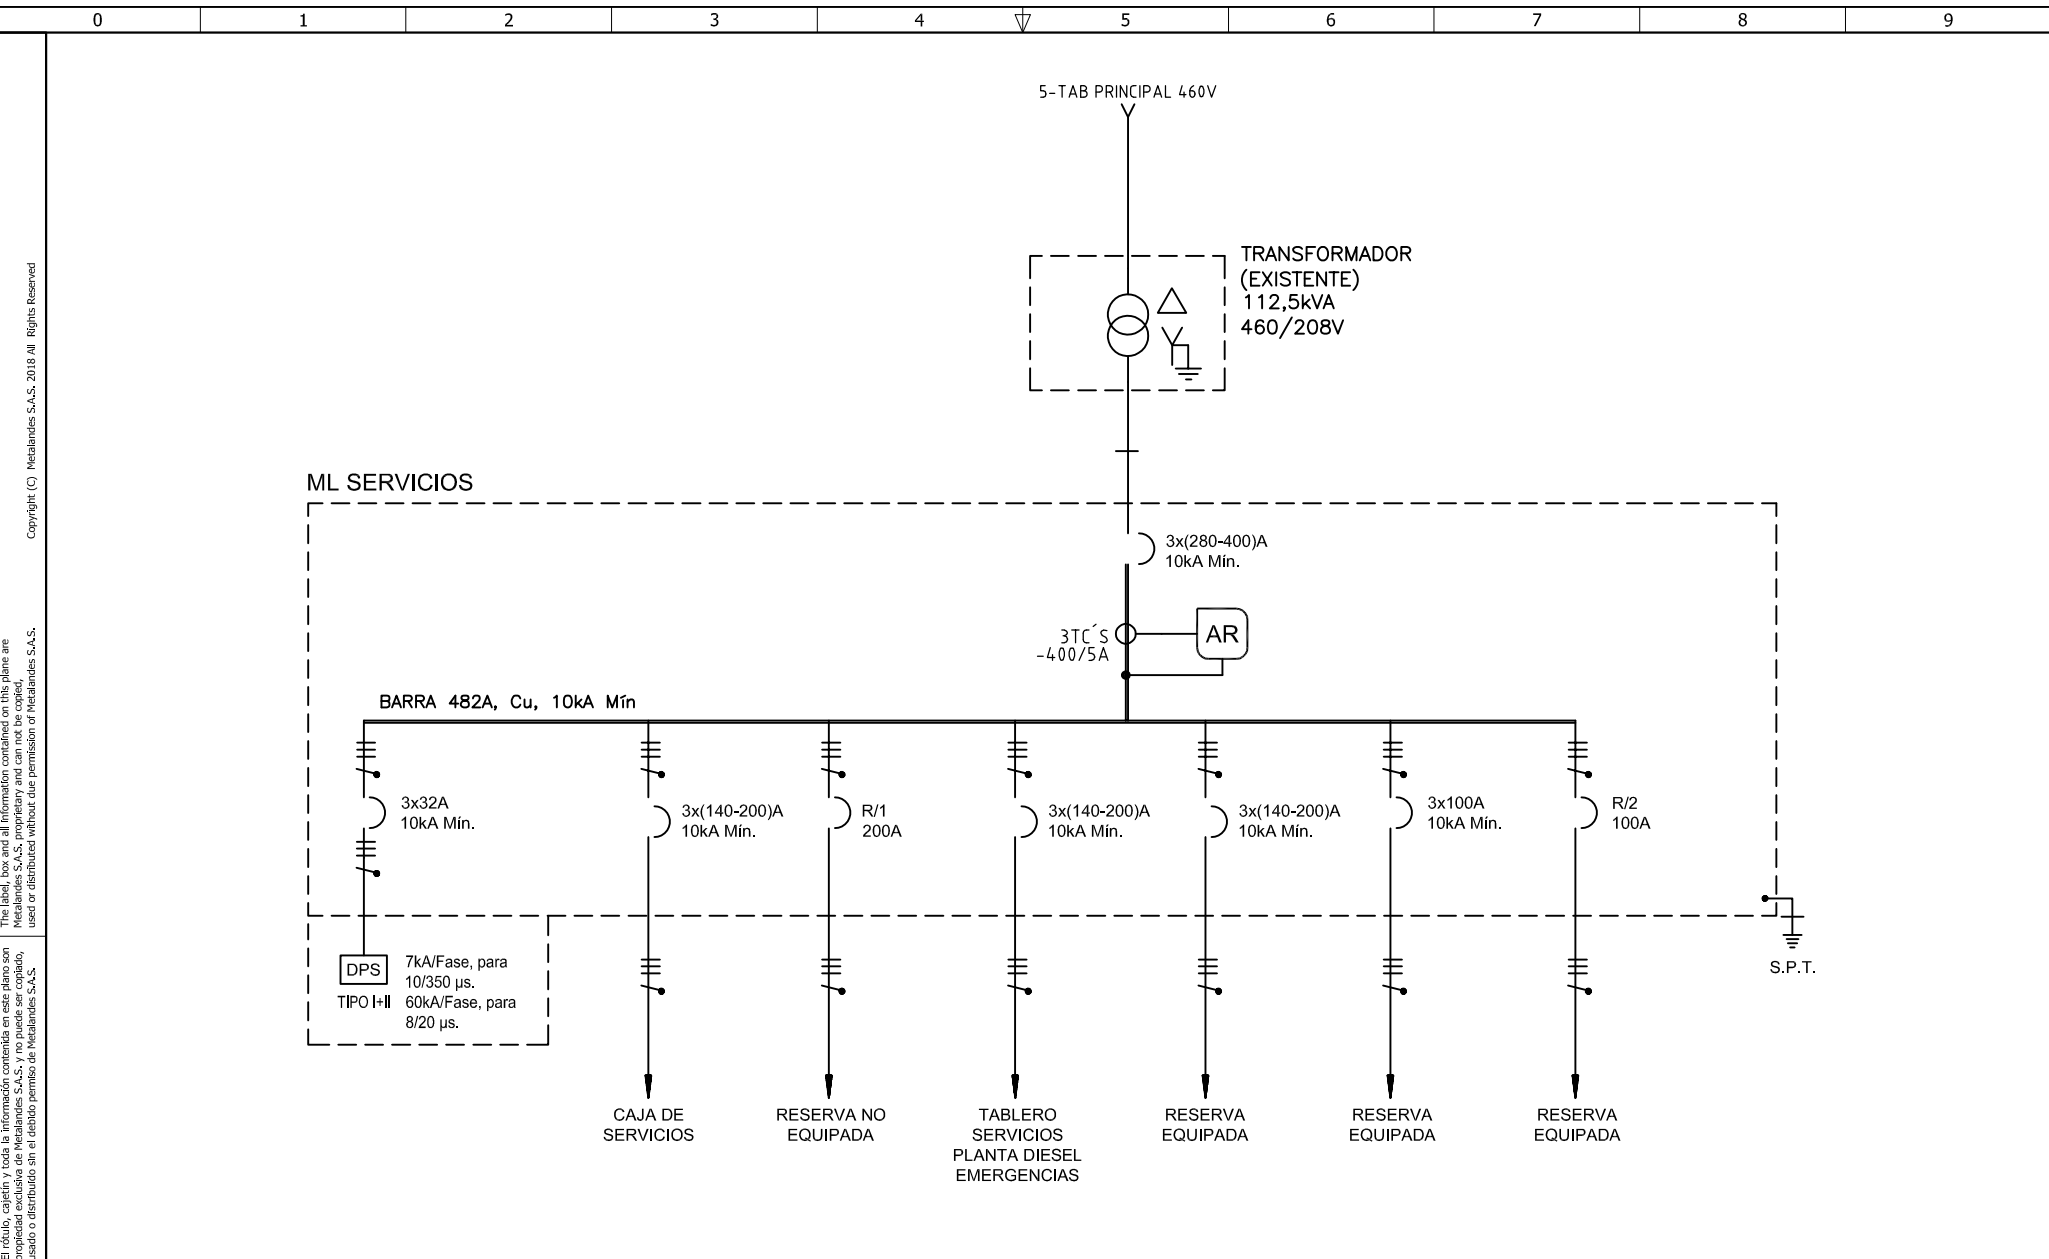 0 1 2 3 4 5 6 7 8 9
5-TAB PRINCIPAL 460V
TRANSFORMADOR
(EXISTENTE)
112,5kVA
460/208V
ML SERVICIOS
3x(280-400)A
10kA Mín.
3TC´S
-400/5A
AR
BARRA 482A, Cu, 10kA Mín
3x32A
10kA Mín.
3x(140-200)A
10kA Mín.
R/1
200A
3x(140-200)A
10kA Mín.
3x(140-200)A
10kA Mín.
3x100A
10kA Mín.
R/2
100A
DPS
TIPO I+II
7kA/Fase, para
10/350 µs.
60kA/Fase, para
8/20 µs.
S.P.T.
CAJA DE
SERVICIOS
RESERVA NO
EQUIPADA
TABLERO
SERVICIOS
PLANTA DIESEL
EMERGENCIAS
RESERVA
EQUIPADA
RESERVA
EQUIPADA
RESERVA
EQUIPADA
Copyright (C) Metalandes S.A.S. 2018 All Rights Reserved
The label, box and all information contained on this plane are
Metalandes S.A.S. proprietary and can not be copied,
used or distributed without due permission of Metalandes S.A.S.
El rótulo, cajetín y toda la información contenida en este plano son
propiedad exclusiva de Metalandes S.A.S. y no puede ser copiado,
usado o distribuido sin el debido permiso de Metalandes S.A.S.